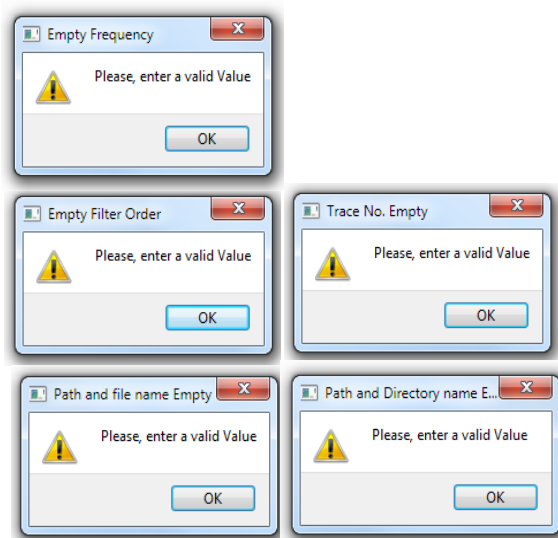 Empty Frequency
Please, enter a valid Value
OK
Empty Filter Order
Please, enter a valid Value
OK
Trace No. Empty
Please, enter a valid Value
OK
Path and file name Empty
Please, enter a valid Value
OK
Path and Directory name E...
Please, enter a valid Value
OK